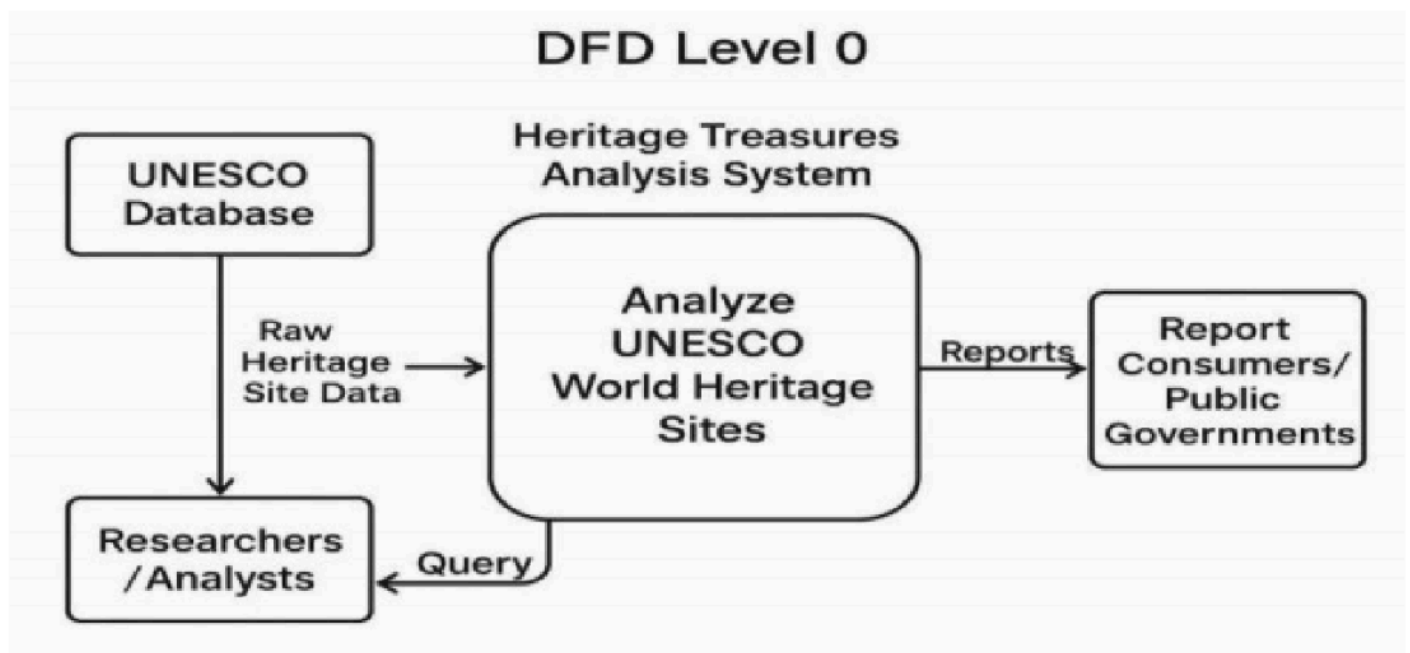 DFD Level 0
Heritage Treasures
Analysis System
UNESCO
Database
Raw
Heritage
Site Data
Analyze
UNESCO
World Heritage
Sites
Reports
Report
Consumers/
Public
Governments
Researchers
/Analysts
Query